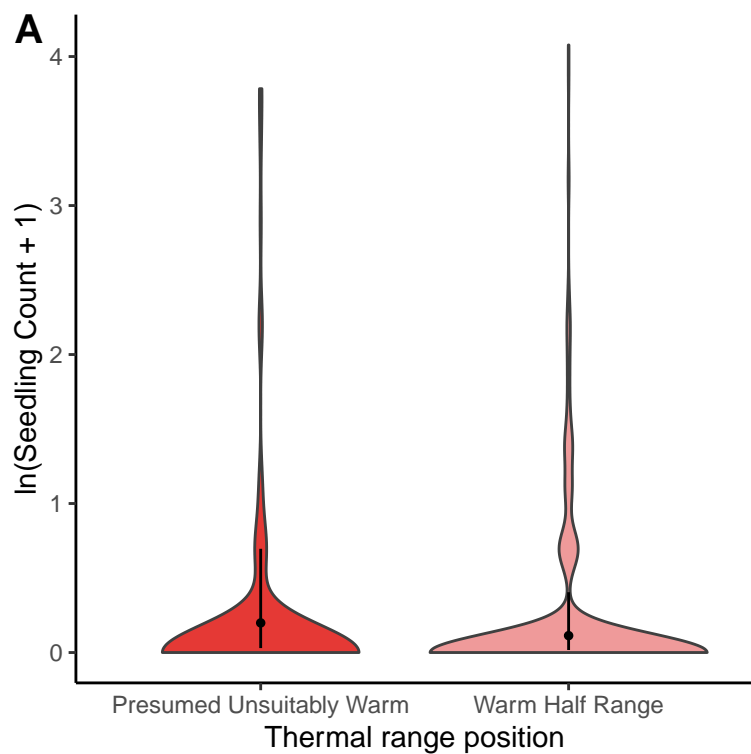 A
ln(Seedling Count + 1)
4
3
2
1
0
Presumed Unsuitably Warm Warm Half Range
Thermal range position